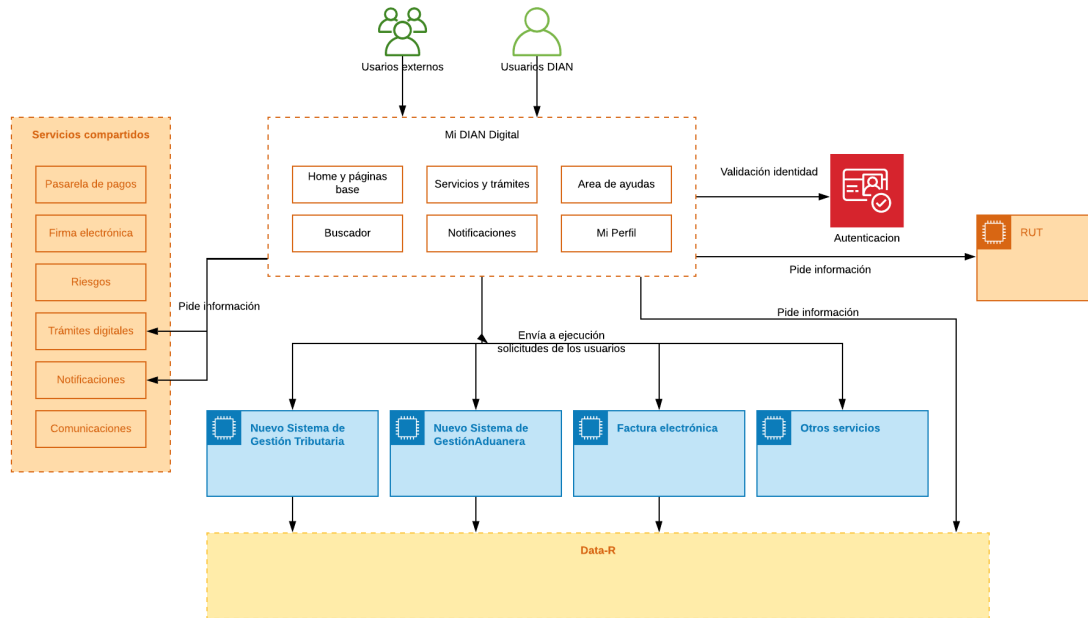 Usarios externos
Usuarios DIAN
Servicios compartidos
Pasarela de pagos
Firma electrónica
Riesgos
Trámites digitales
Notificaciones
Comunicaciones
Mi DIAN Digital
Home y páginas
base
Servicios y trámites
Area de ayudas
Buscador
Notificaciones
Mi Perfil
Validación identidad
Autenticacion
RUT
Pide información
Pide información
Pide información
Envía a ejecución
solicitudes de los usuarios
Nuevo Sistema de
Gestión Tributaria
Nuevo Sistema de
GestiónAduanera
Factura electrónica
Otros servicios
Data-R